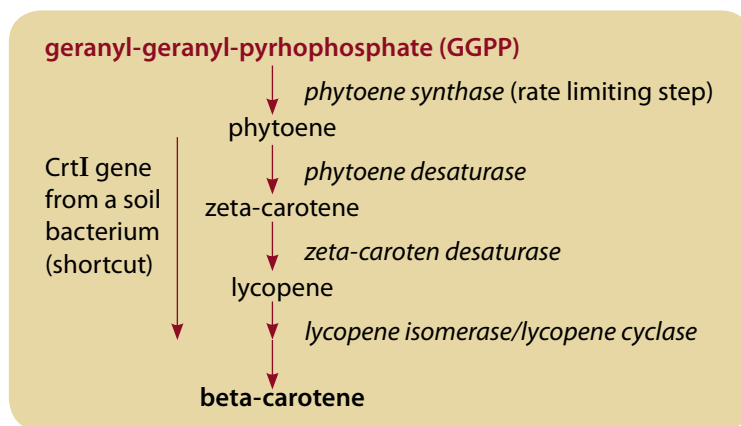 geranyl-geranyl-pyrhophosphate (GGPP)
phytoene synthase (rate limiting step)
phytoene
CrtI gene
from a soil
bacterium
(shortcut)
phytoene desaturase
zeta-carotene
zeta-caroten desaturase
lycopene
lycopene isomerase/lycopene cyclase
beta-carotene